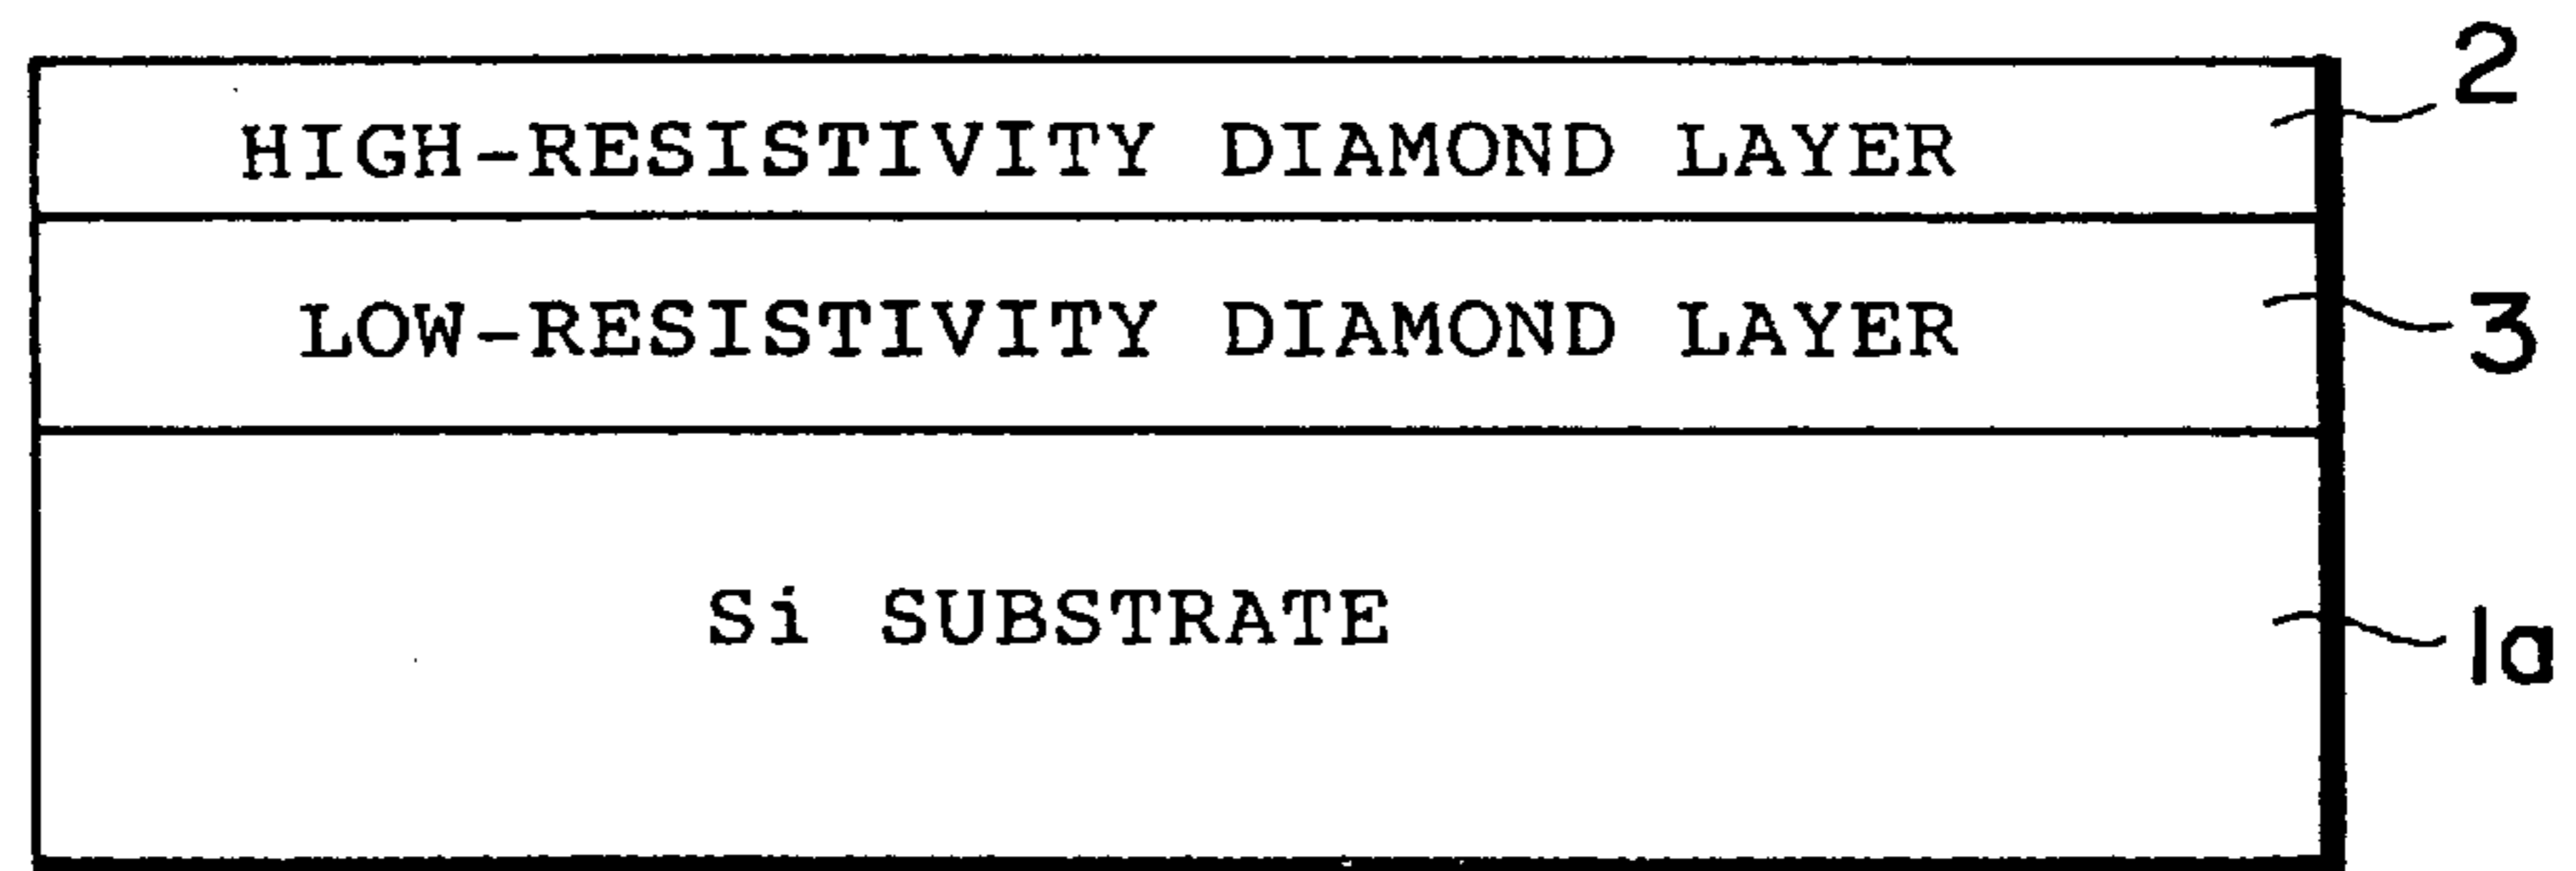 2
HIGH-RESISTIVITY DIAMOND LAYER
LOW-RESISTIVITY DIAMOND LAYER
3
Si SUBSTRATE
1a